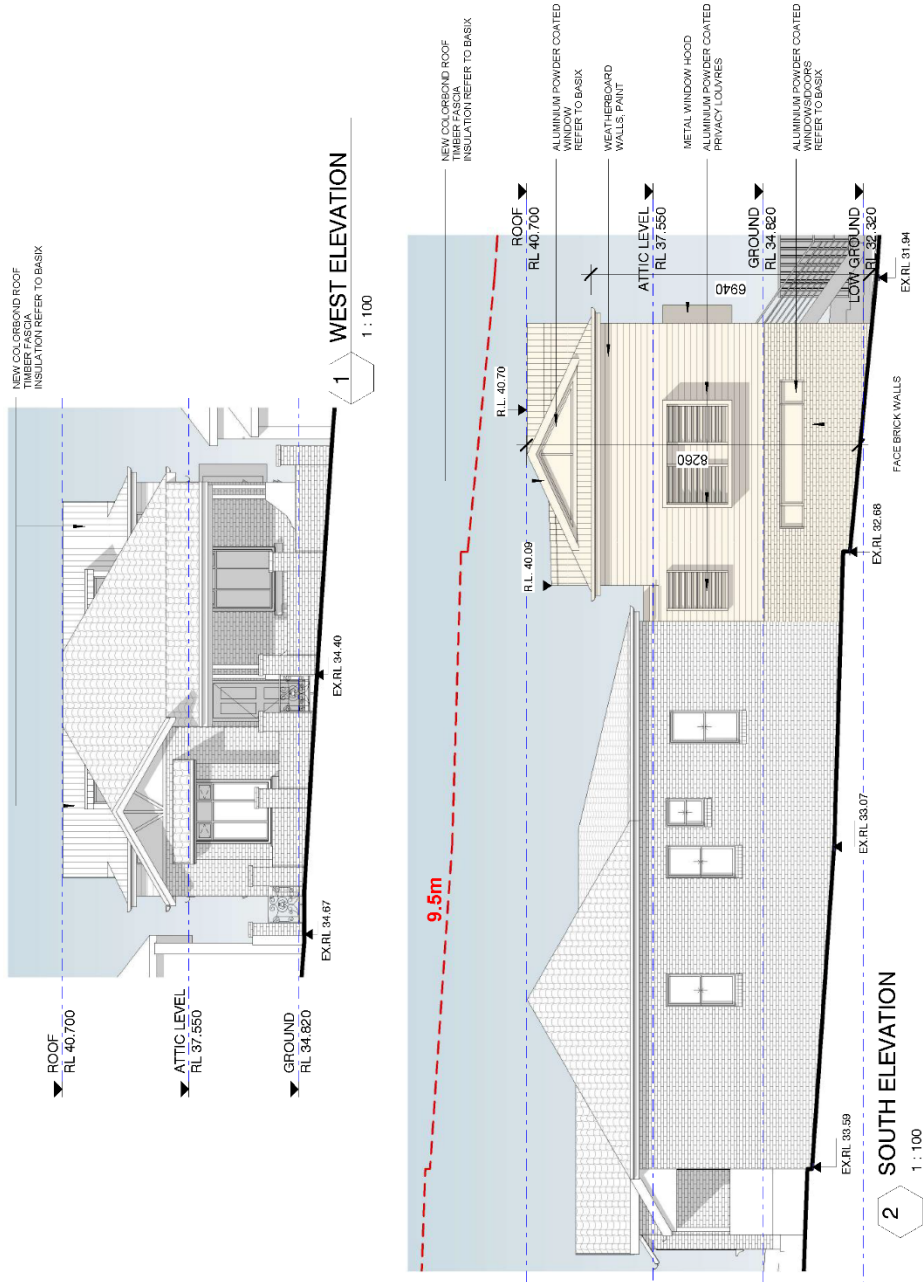 NEW COLORBOND ROOF
TIMBER FASCIA
INSULATION REFER TO BASIX
ROOF
RL 40.700
ATTIC LEVEL
RL 37.550
GROUND
RL 34.820
EX.RL 34.67
EX.RL 34.40
1
WEST ELEVATION
1 : 100
NEW COLORBOND ROOF
TIMBER FASCIA
INSULATION REFER TO BASIX
ALUMINIUM POWDER COATED
WINDOW
REFER TO BASIX
WEATHERBOARD
WALLS, PAINT
METAL WINDOW HOOD
ALUMINIUM POWDER COATED
PRIVACY LOUVRES
ALUMINIUM POWDER COATED
WINDOWS/DOORS
REFER TO BASIX
9.5m
R.L. 40.09
R.L. 40.70
ROOF
RL 40.700
ATTIC LEVEL
RL 37.550
GROUND
RL 34.820
LOW GROUND
RL 32.320
6940
8260
EX.RL 33.59
EX.RL 33.07
EX.RL 32.68
EX.RL 31.94
FACE BRICK WALLS
2
SOUTH ELEVATION
1 : 100